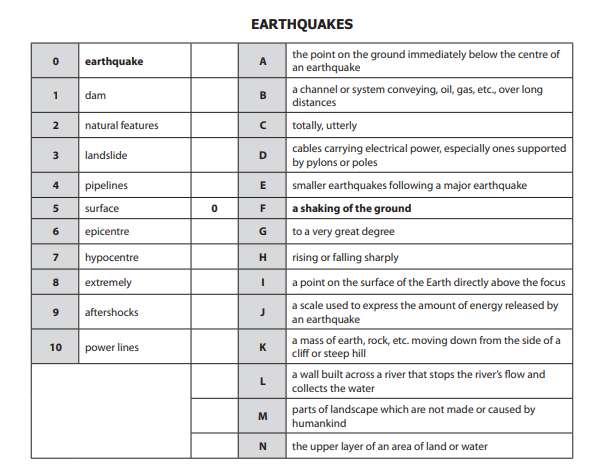 EARTHQUAKES
0 earthquake A the point on the ground immediately below the centre of
an earthquake
1 dam B a channel or system conveying, oil, gas, etc., over long
distances
2 natural features C totally, utterly
3 landslide D cables carrying electrical power, especially ones supported
by pylons or poles
4 pipelines E smaller earthquakes following a major earthquake
5 surface 0 F a shaking of the ground
6 epicentre G to a very great degree
7 hypocentre H rising or falling sharply
8 extremely I a point on the surface of the Earth directly above the focus
9 aftershocks J a scale used to express the amount of energy released by
an earthquake
10 power lines K a mass of earth, rock, etc. moving down from the side of a
cliff or steep hill
L a wall built across a river that stops the river's flow and
collects the water
M parts of landscape which are not made or caused by
humankind
N the upper layer of an area of land or water